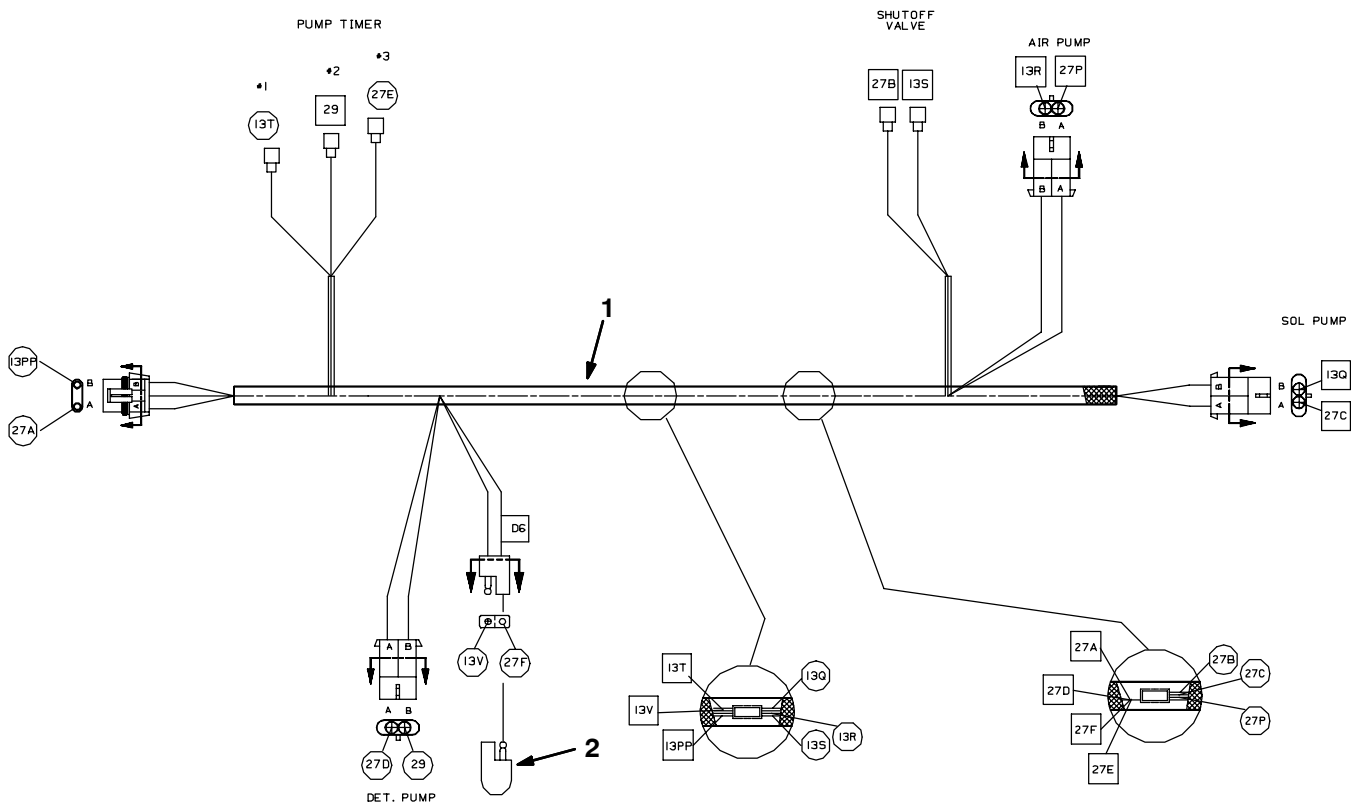 PUMP TIMER
SHUTOFF
VALVE
AIR PUMP
#1
#2
#3
13T
29
27E
27B
13S
13R
27P
B A
B A
1
SOL PUMP
13PP
27A
B
A
B
A
B
A
B
A
13Q
27C
D6
A B
A B
13V
27F
27D
29
DET. PUMP
2
13T
13V
13PP
13Q
13R
13S
27A
27D
27F
27E
27B
27C
27P